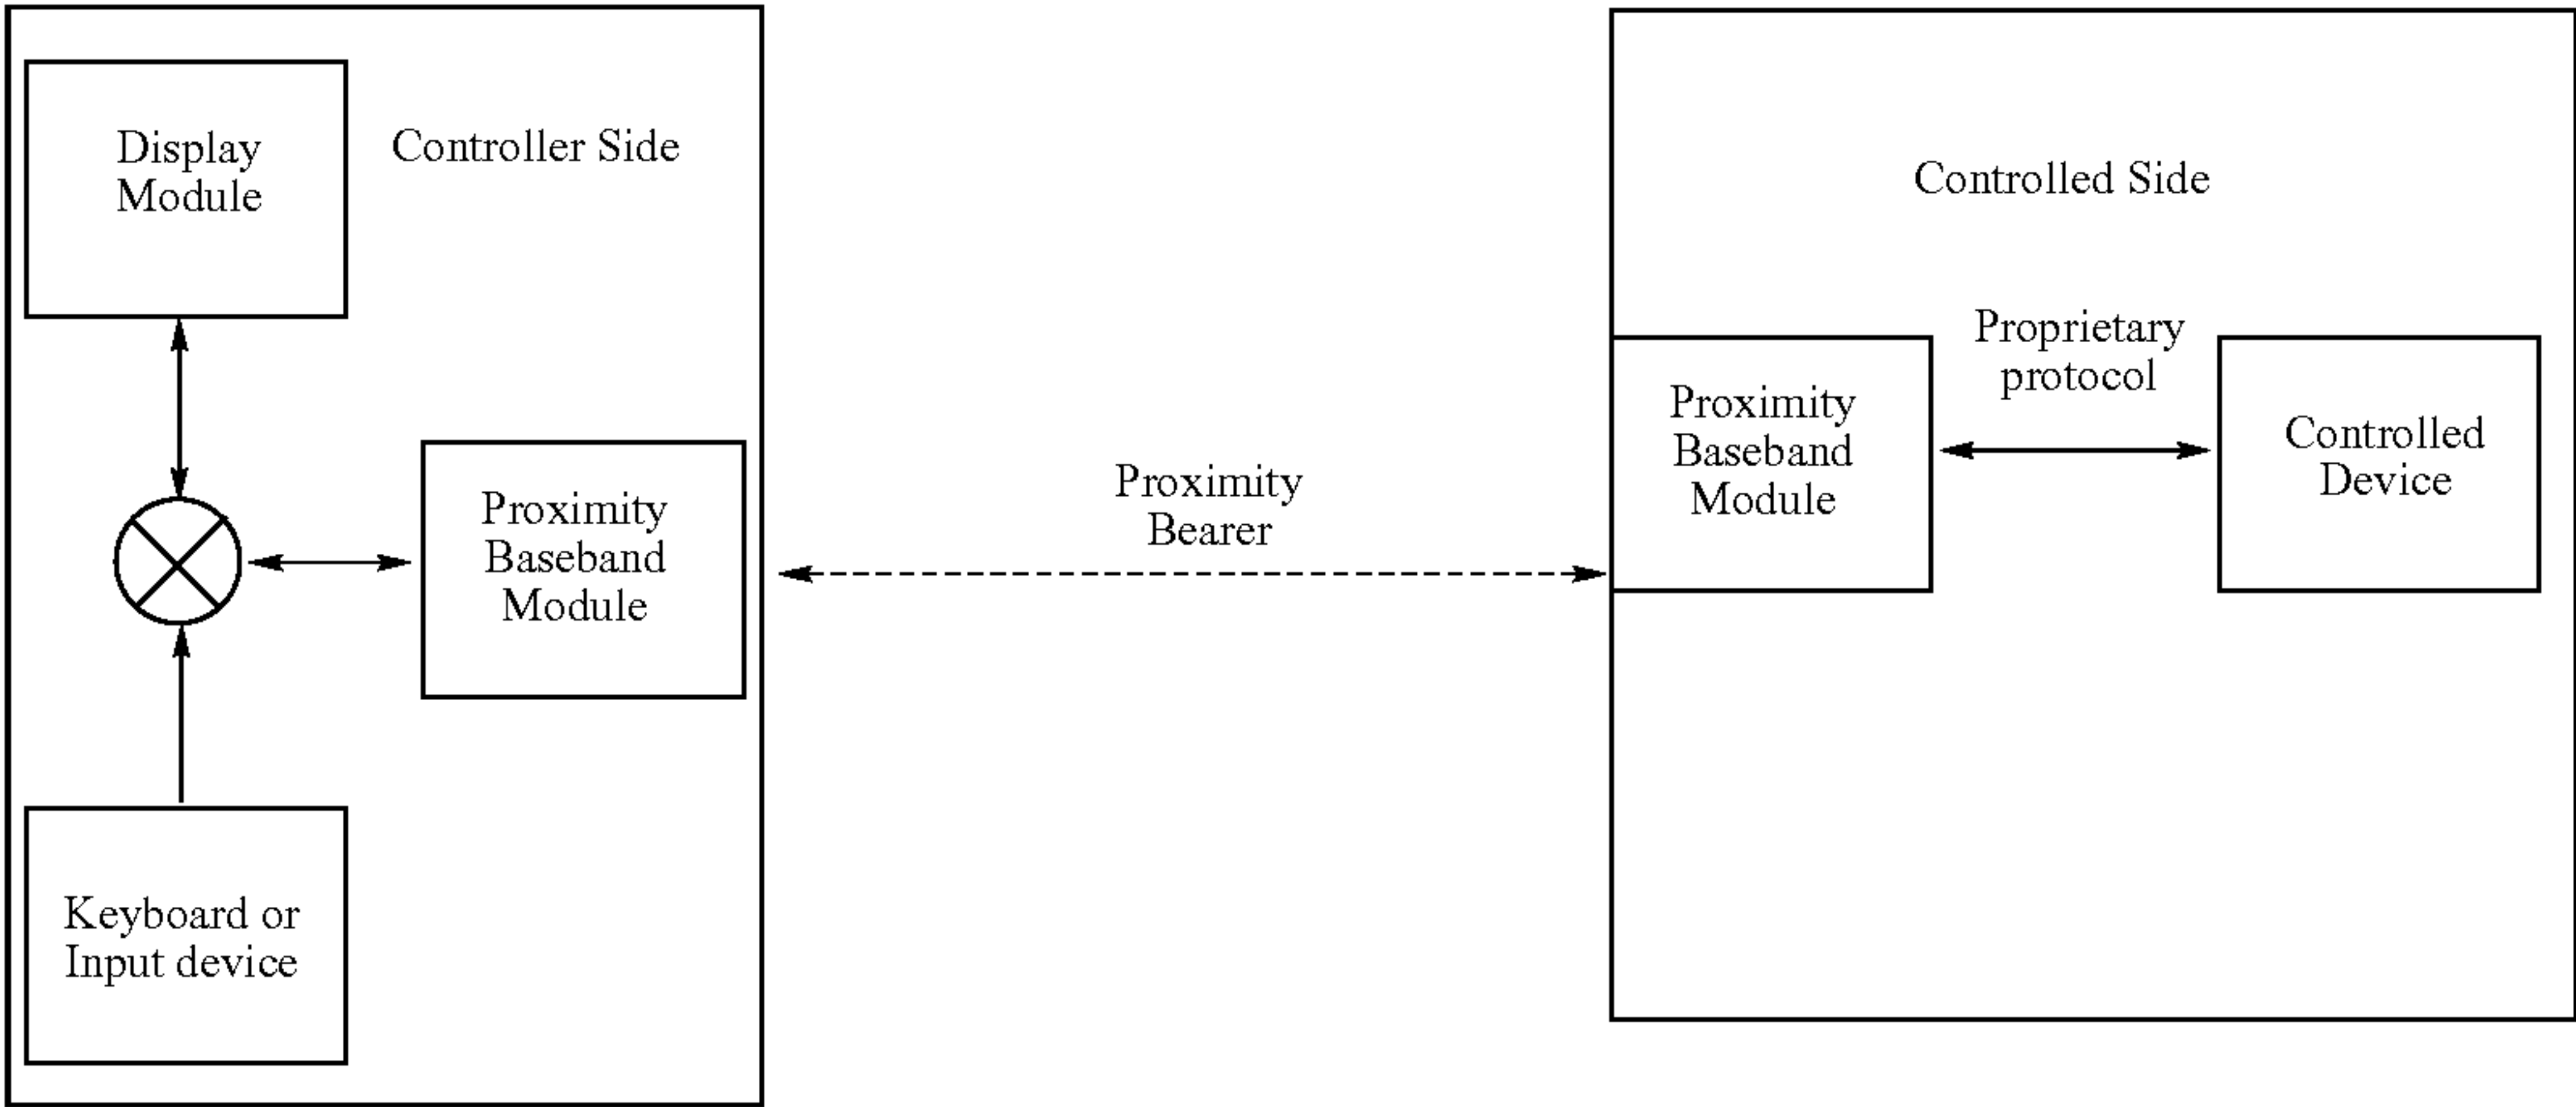 Display
Module
Controller Side
Proximity
Baseband
Module
Keyboard or
Input device
Proximity
Bearer
Controlled Side
Proximity
Baseband
Module
Proprietary
protocol
Controlled
Device